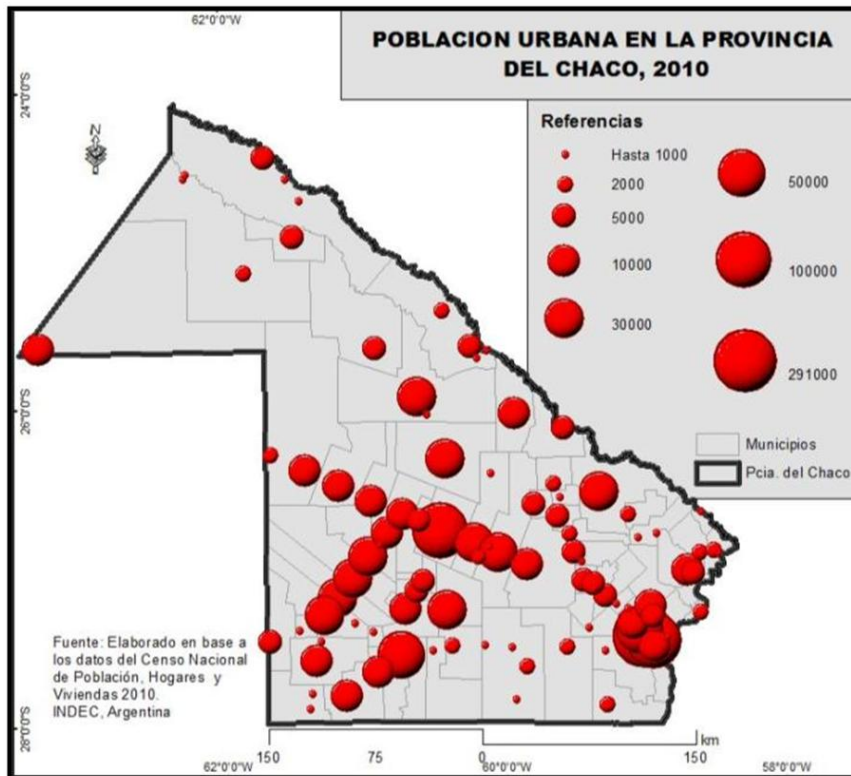 62°0'0"W
POBLACION URBANA EN LA PROVINCIA
DEL CHACO, 2010
24°0'0"S
N
Referencias
Hasta 1000
2000
5000
10000
30000
50000
100000
291000
Municipios
Pcia. del Chaco
26°0'0"S
Fuente: Elaborado en base a
los datos del Censo Nacional
de Población, Hogares y
Viviendas 2010.
INDEC, Argentina
28°0'0"S
150 75 0 150 km
62°0'0"W 60°0'0"W 58°0'0"W